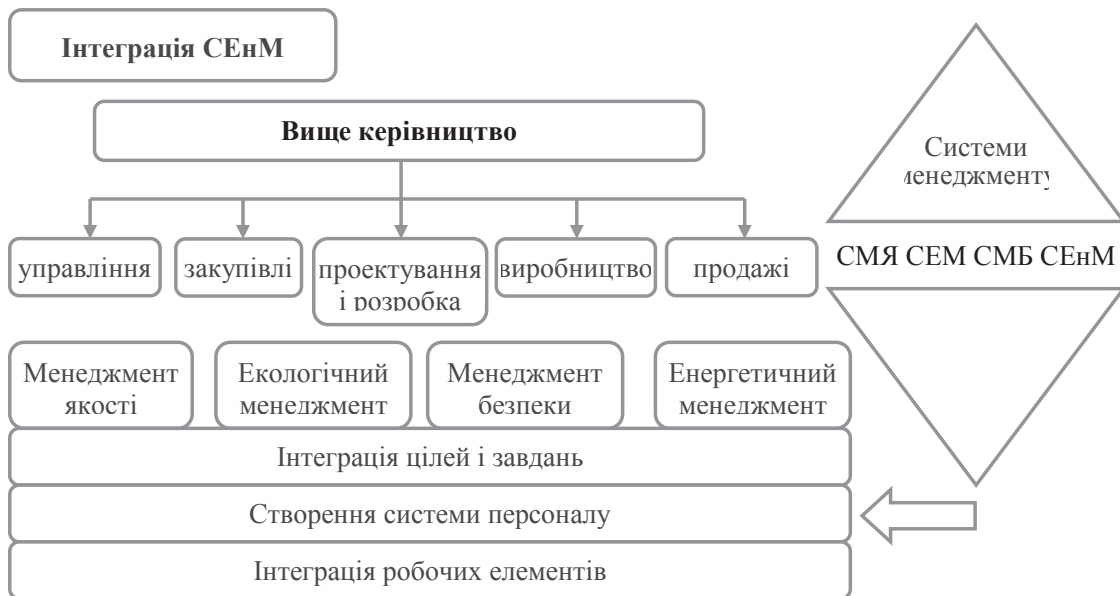 Інтеграція СЕнМ
Вище керівництво
Системи
менеджменту
управління
закупівлі
проектування
і розробка
виробництво
продажі
СМЯ СЕМ СМБ СЕнМ
Менеджмент
якості
Екологічний
менеджмент
Менеджмент
безпеки
Енергетичний
менеджмент
Інтеграція цілей і завдань
Створення системи персоналу
Інтеграція робочих елементів